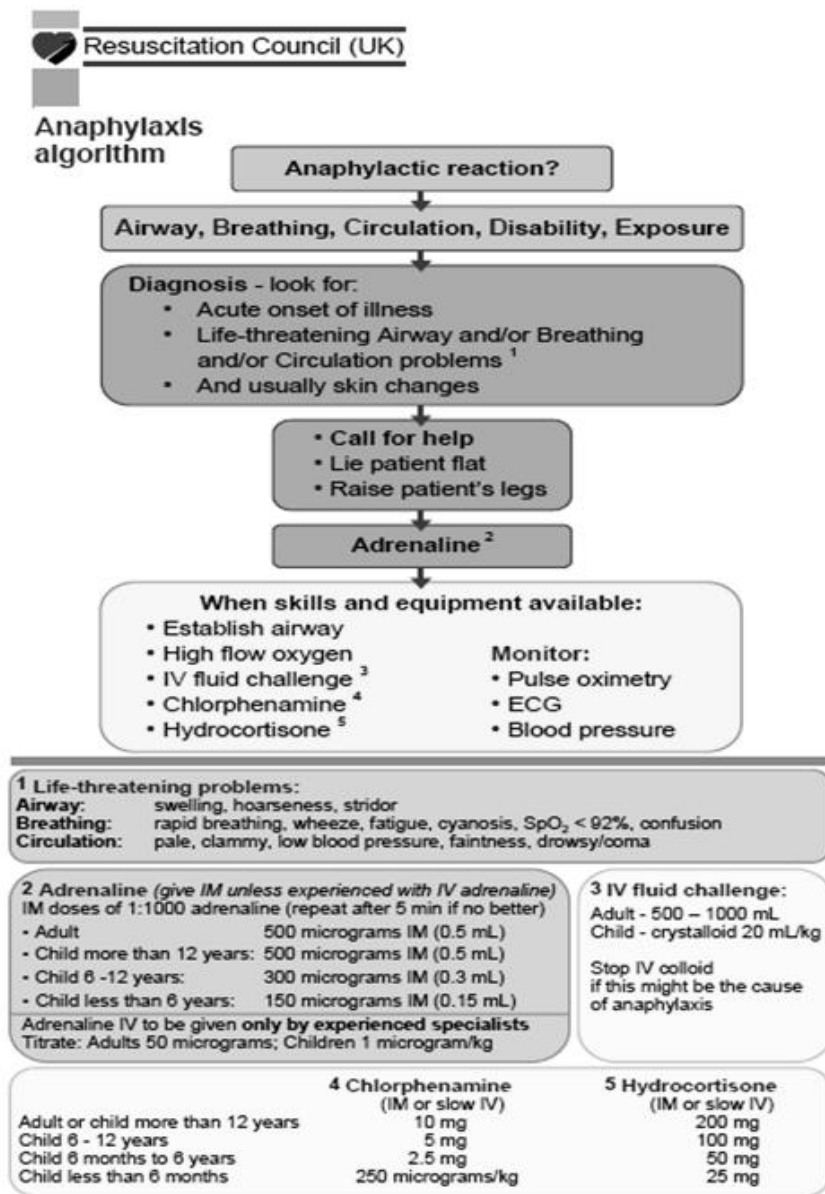 Resuscitation Council (UK)
Anaphylaxis
algorithm
Anaphylactic reaction?
Airway, Breathing, Circulation, Disability, Exposure
Diagnosis - look for:
• Acute onset of illness
• Life-threatening Airway and/or Breathing
and/or Circulation problems 1
• And usually skin changes
• Call for help
• Lie patient flat
• Raise patient's legs
Adrenaline 2
When skills and equipment available:
• Establish airway
• High flow oxygen
• IV fluid challenge 3
• Chlorphenamine 4
• Hydrocortisone 5
Monitor:
• Pulse oximetry
• ECG
• Blood pressure
1 Life-threatening problems:
Airway: swelling, hoarseness, stridor
Breathing: rapid breathing, wheeze, fatigue, cyanosis, SpO2 < 92%, confusion
Circulation: pale, clammy, low blood pressure, faintness, drowsy/coma
2 Adrenaline (give IM unless experienced with IV adrenaline)
IM doses of 1:1000 adrenaline (repeat after 5 min if no better)
- Adult 500 micrograms IM (0.5 mL)
- Child more than 12 years: 500 micrograms IM (0.5 mL)
- Child 6 -12 years: 300 micrograms IM (0.3 mL)
- Child less than 6 years: 150 micrograms IM (0.15 mL)
Adrenaline IV to be given only by experienced specialists
Titrate: Adults 50 micrograms; Children 1 microgram/kg
3 IV fluid challenge:
Adult - 500 – 1000 mL
Child - crystalloid 20 mL/kg
Stop IV colloid
if this might be the cause
of anaphylaxis
4 Chlorphenamine 5 Hydrocortisone
(IM or slow IV) (IM or slow IV)
Adult or child more than 12 years 10 mg 200 mg
Child 6 - 12 years 5 mg 100 mg
Child 6 months to 6 years 2.5 mg 50 mg
Child less than 6 months 250 micrograms/kg 25 mg